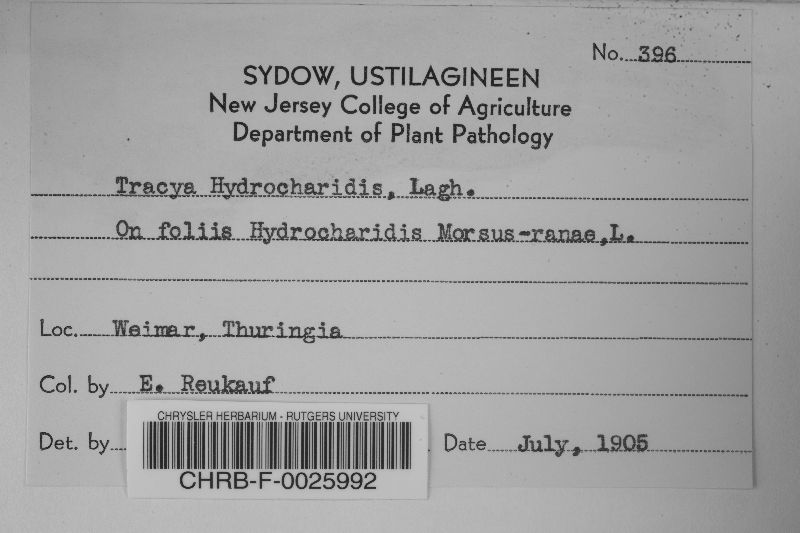 No. 396
SYDOW, USTILAGINEEN
New Jersey College of Agriculture
Department of Plant Pathology
Tracya Hydrocharidis, Lagh.
On foliis Hydrocharidis Morsus-ranae,L.
Loc. Weimar, Thuringia
Col. by E. Reukauf
Det. by
Date July, 1905
CHRYSLER HERBARIUM - RUTGERS UNIVERSITY
CHRB-F-0025992